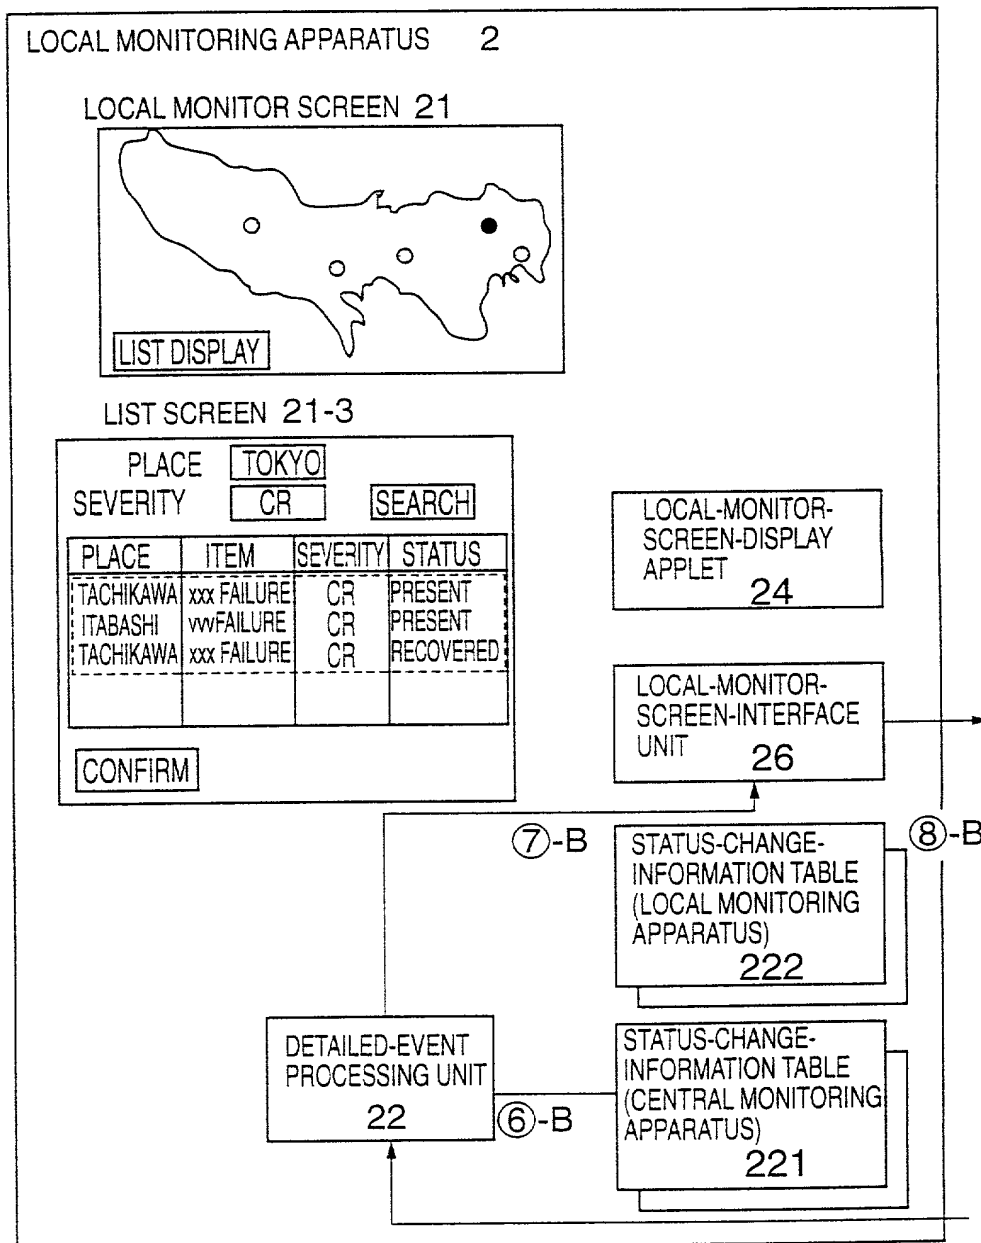 LOCAL MONITORING APPARATUS 2
LOCAL MONITOR SCREEN 21
LIST DISPLAY
LIST SCREEN 21-3
PLACE TOKYO
SEVERITY CR SEARCH
PLACE ITEM SEVERITY STATUS
TACHIKAWA xxx FAILURE CR PRESENT
ITABASHI vvvFAILURE CR PRESENT
TACHIKAWA xxx FAILURE CR RECOVERED
CONFIRM
LOCAL-MONITOR-
SCREEN-DISPLAY
APPLET
24
LOCAL-MONITOR-
SCREEN-INTERFACE
UNIT
26
⑦-B
⑧-B
STATUS-CHANGE-
INFORMATION TABLE
(LOCAL MONITORING
APPARATUS)
222
DETAILED-EVENT
PROCESSING UNIT
22
⑥-B
STATUS-CHANGE-
INFORMATION TABLE
(CENTRAL MONITORING
APPARATUS)
221